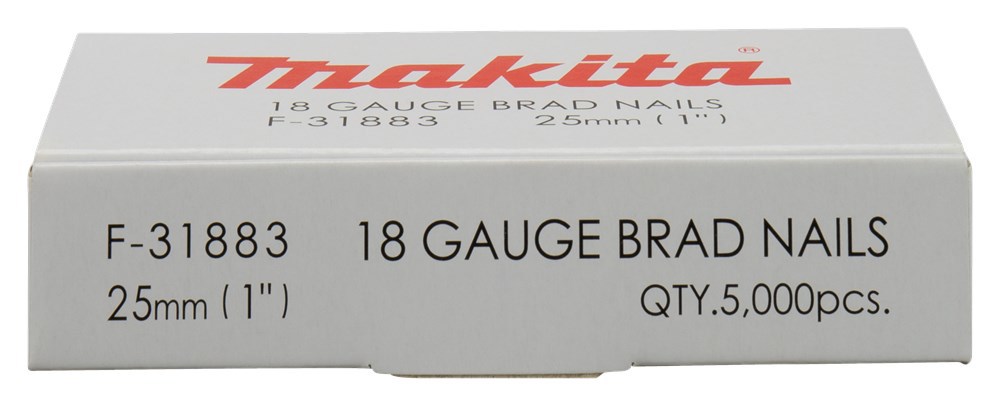 makita®
18 GAUGE BRAD NAILS
F-31883 25mm (1")
F-31883 18 GAUGE BRAD NAILS
25mm (1") QTY.5,000pcs.